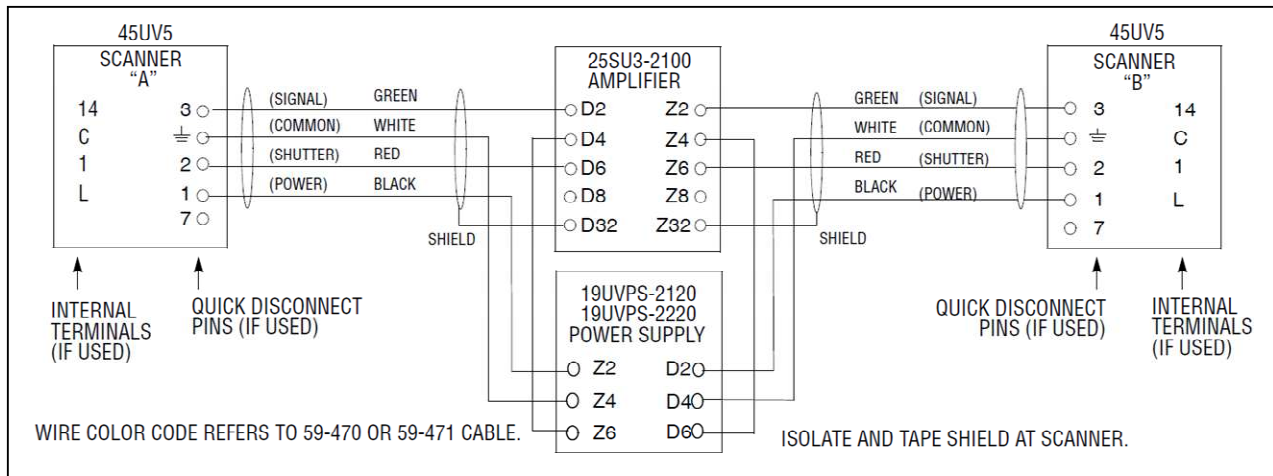 45UV5
SCANNER
"A"
14 3
C
1 2
L 1
7
(SIGNAL) GREEN
(COMMON) WHITE
(SHUTTER) RED
(POWER) BLACK
SHIELD
INTERNAL
TERMINALS
(IF USED)
QUICK DISCONNECT
PINS (IF USED)
25SU3-2100
AMPLIFIER
D2 Z2
D4 Z4
D6 Z6
D8 Z8
D32 Z32
19UVPS-2120
19UVPS-2220
POWER SUPPLY
Z2 D2
Z4 D4
Z6 D6
GREEN (SIGNAL)
WHITE (COMMON)
RED (SHUTTER)
BLACK (POWER)
SHIELD
45UV5
SCANNER
"B"
3 14
C
2 1
1 L
7
QUICK DISCONNECT
PINS (IF USED)
INTERNAL
TERMINALS
(IF USED)
WIRE COLOR CODE REFERS TO 59-470 OR 59-471 CABLE.
ISOLATE AND TAPE SHIELD AT SCANNER.